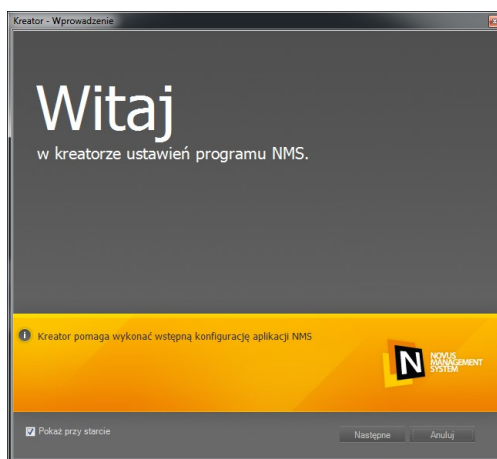 Kreator - Wprowadzenie
Witaj
w kreatorze ustawień programu NMS.
Kreator pomaga wykonać wstępną konfigurację aplikacji NMS
N
NOVUS
MANAGEMENT
SYSTEM
Pokaż przy starcie
Następne
Anuluj